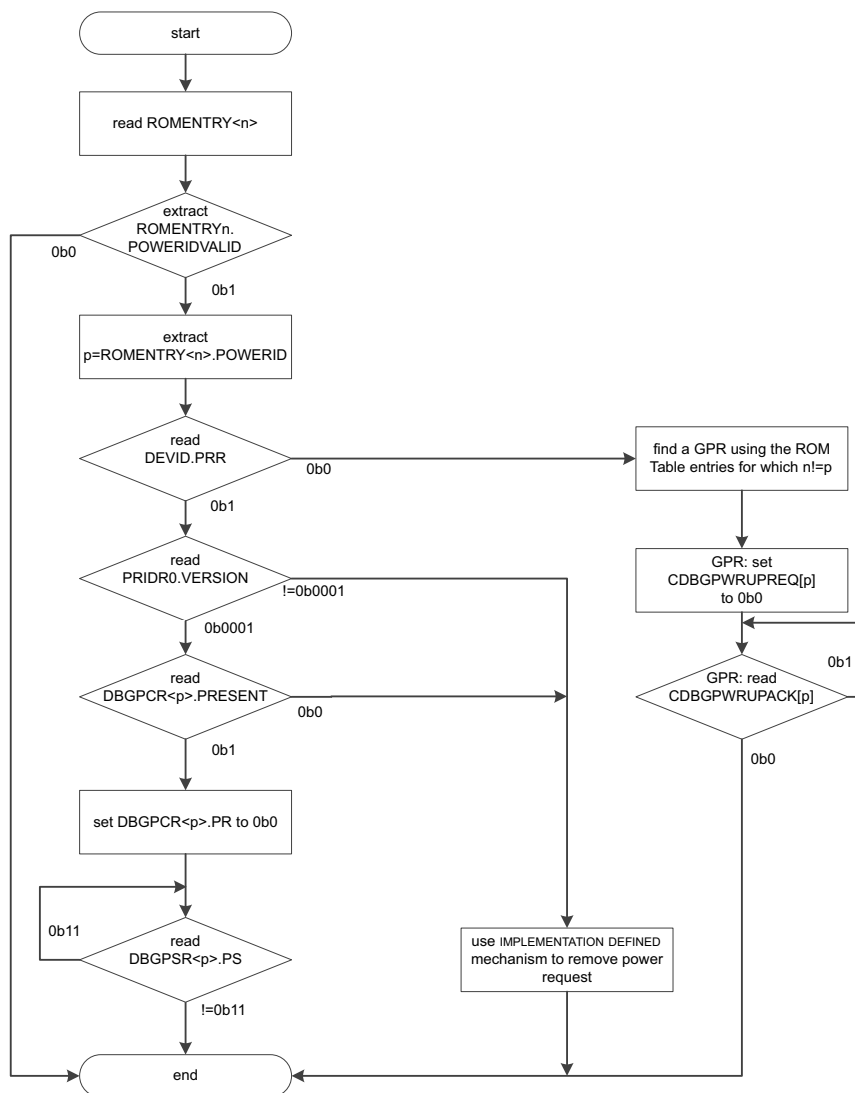 start
read ROMENTRY<n>
extract
ROMENTRYn.
POWERIDVALID
0b0
0b1
extract
p=ROMENTRY<n>.POWERID
read
DEVID.PRR
0b0
0b1
find a GPR using the ROM
Table entries for which n!=p
read
PRIDR0.VERSION
!=0b0001
0b0001
GPR: set
CDBGPWRUPREQ[p]
to 0b0
read
DBGPCR<p>.PRESENT
0b0
0b1
GPR: read
CDBGPWRUPACK[p]
0b1
0b0
set DBGPCR<p>.PR to 0b0
0b11
read
DBGPSR<p>.PS
!=0b11
use IMPLEMENTATION DEFINED
mechanism to remove power
request
end